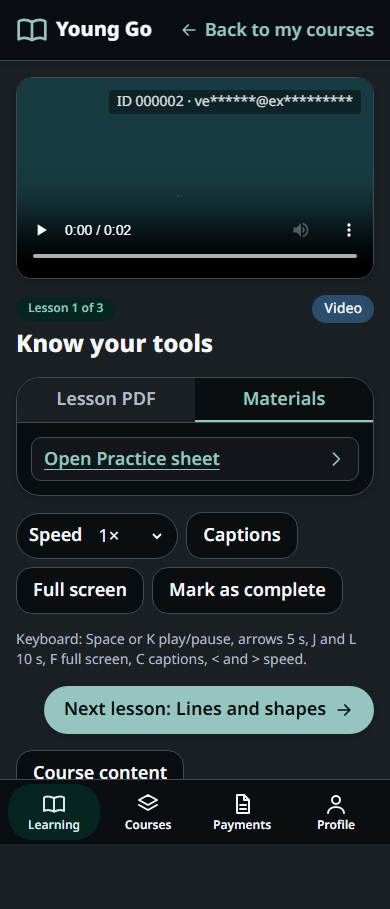 Young Go
← Back to my courses
ID 000002 · ve******@ex*********
0:00 / 0:02
Lesson 1 of 3
Video
Know your tools
Lesson PDF
Materials
Open Practice sheet
Speed 1×
Captions
Full screen
Mark as complete
Keyboard: Space or K play/pause, arrows 5 s, J and L
10 s, F full screen, C captions, < and > speed.
Next lesson: Lines and shapes →
Course content
Learning
Courses
Payments
Profile